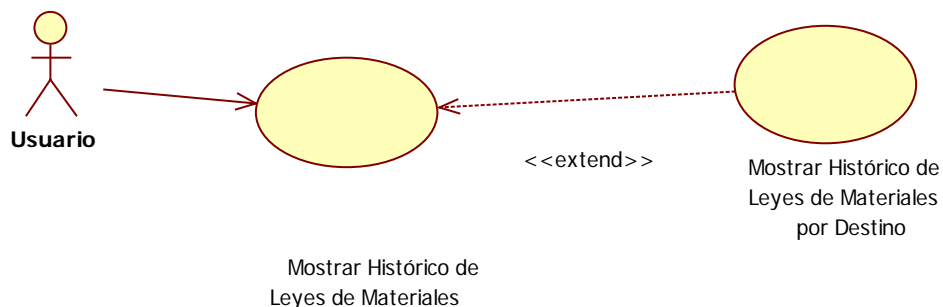 Usuario
<<extend>>
Mostrar Histórico de
Leyes de Materiales
por Destino
Mostrar Histórico de
Leyes de Materiales